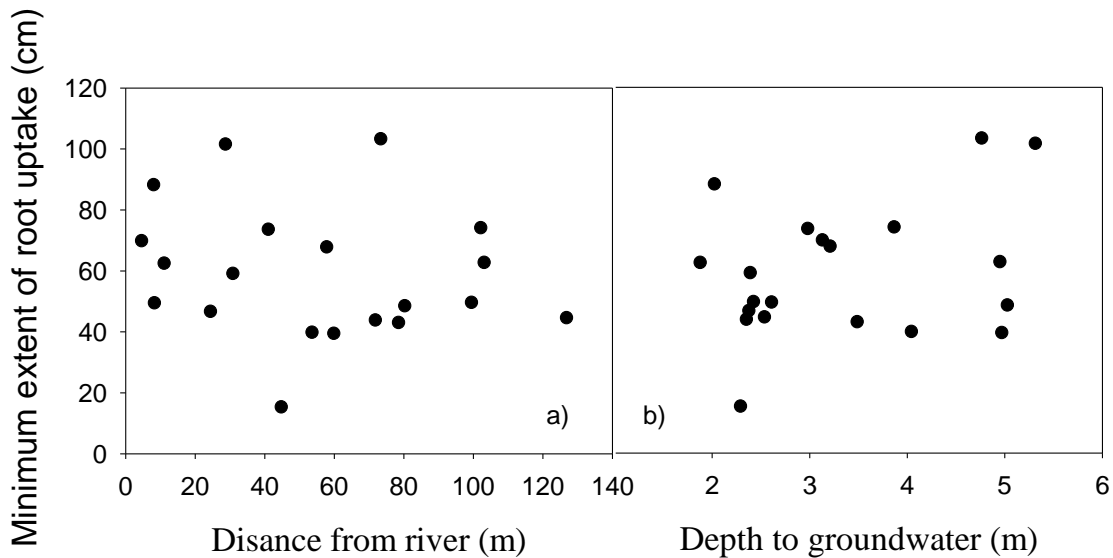 Minimum extent of root uptake (cm)
120
100
80
60
40
20
0
a)
b)
0 20 40 60 80 100 120 140
2 3 4 5 6
Disance from river (m)
Depth to groundwater (m)